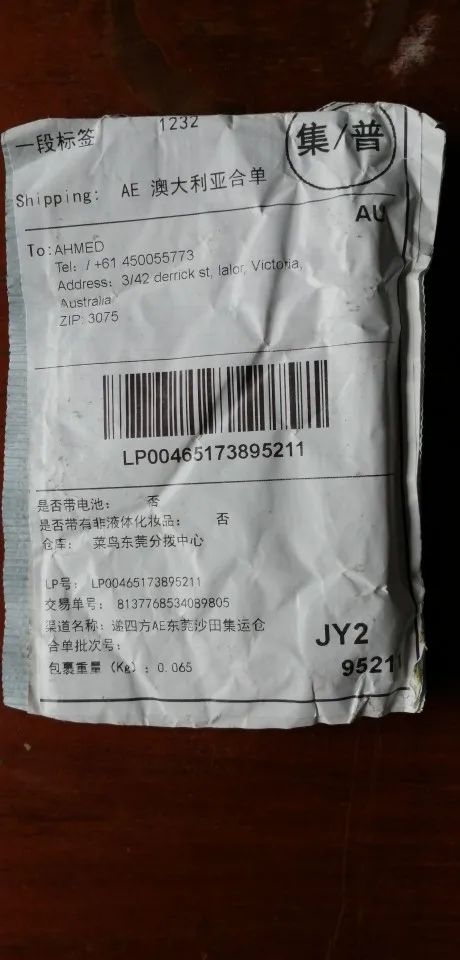 一段标签 1232
集/普
Shipping: AE 澳大利亚合单
AU
To: AHMED
Tel: / +61 450055773
Address: 3/42 derrick st, lalor, Victoria,
Australia
ZIP: 3075
LP00465173895211
是否带电池: 否
是否带有非液体化妆品: 否
仓库: 菜鸟东莞分拨中心
LP号: LP00465173895211
交易单号: 8137768534089805
渠道名称: 递四方AE东莞沙田集运仓
合单批次号:
JY2
包裹重量 (Kg): 0.065
95211